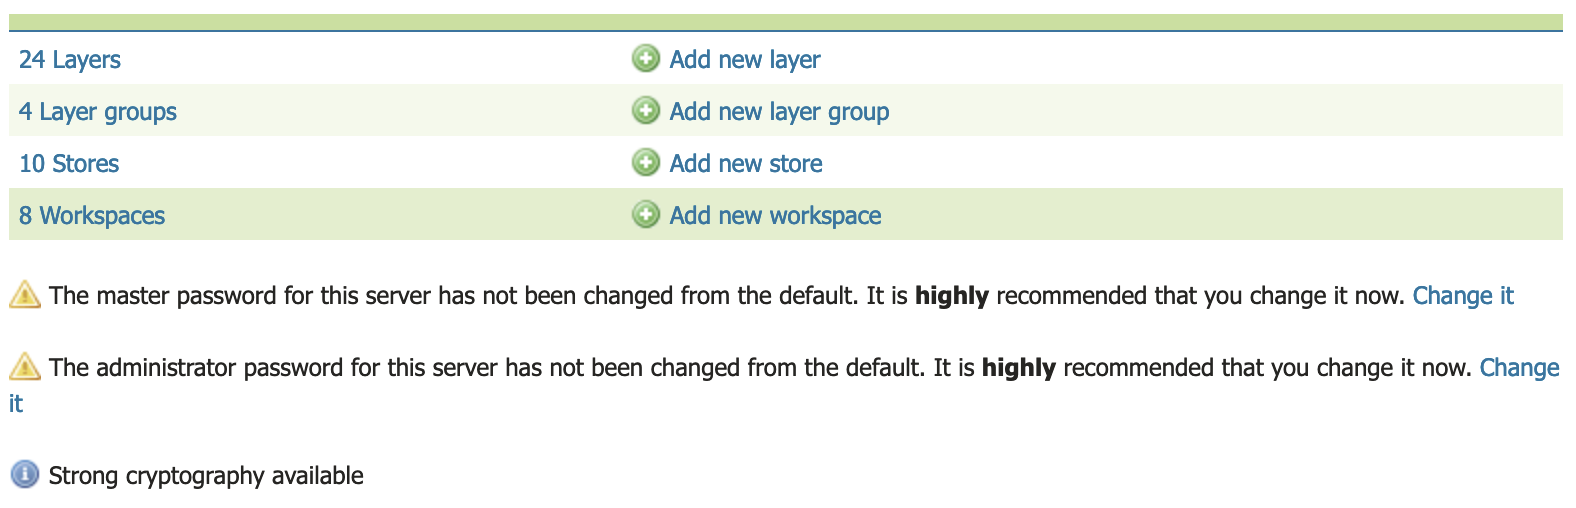 24 Layers Add new layer
4 Layer groups Add new layer group
10 Stores Add new store
8 Workspaces Add new workspace
The master password for this server has not been changed from the default. It is highly recommended that you change it now. Change it
The administrator password for this server has not been changed from the default. It is highly recommended that you change it now. Change
it
Strong cryptography available